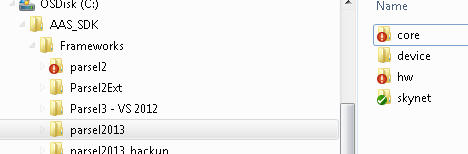 OSDisk (C:)
AAS_SDK
Frameworks
parsel2
Parsel2Ext
Parsel3 - VS 2012
parsel2013
parsel2013_backup
Name
core
device
hw
skynet